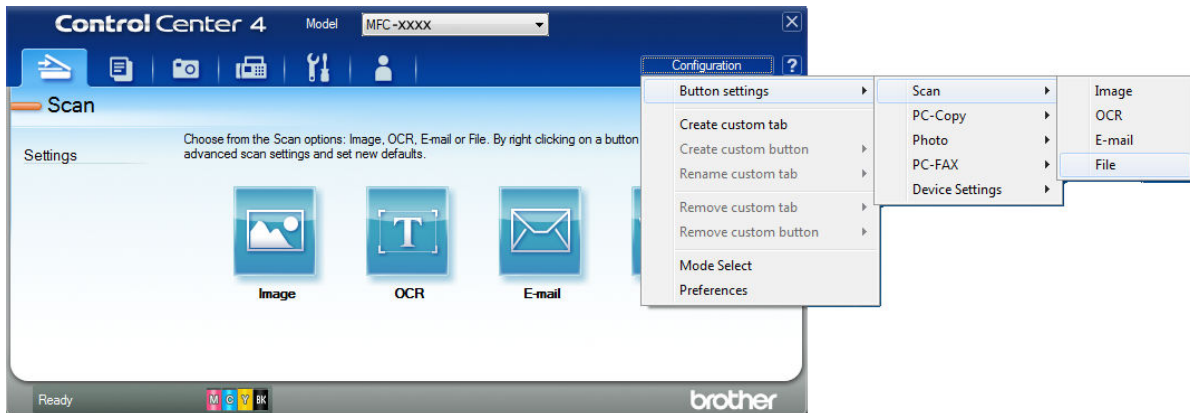 Control Center 4 Model MFC-XXXX
Configuration ?
Scan
Choose from the Scan options: Image, OCR, E-mail or File. By right clicking on a button
advanced scan settings and set new defaults.
Settings
Image OCR E-mail
Button settings
Create custom tab
Create custom button
Rename custom tab
Remove custom tab
Remove custom button
Mode Select
Preferences
Scan
PC-Copy
Photo
PC-FAX
Device Settings
Image
OCR
E-mail
File
T
Ready M C Y BK brother